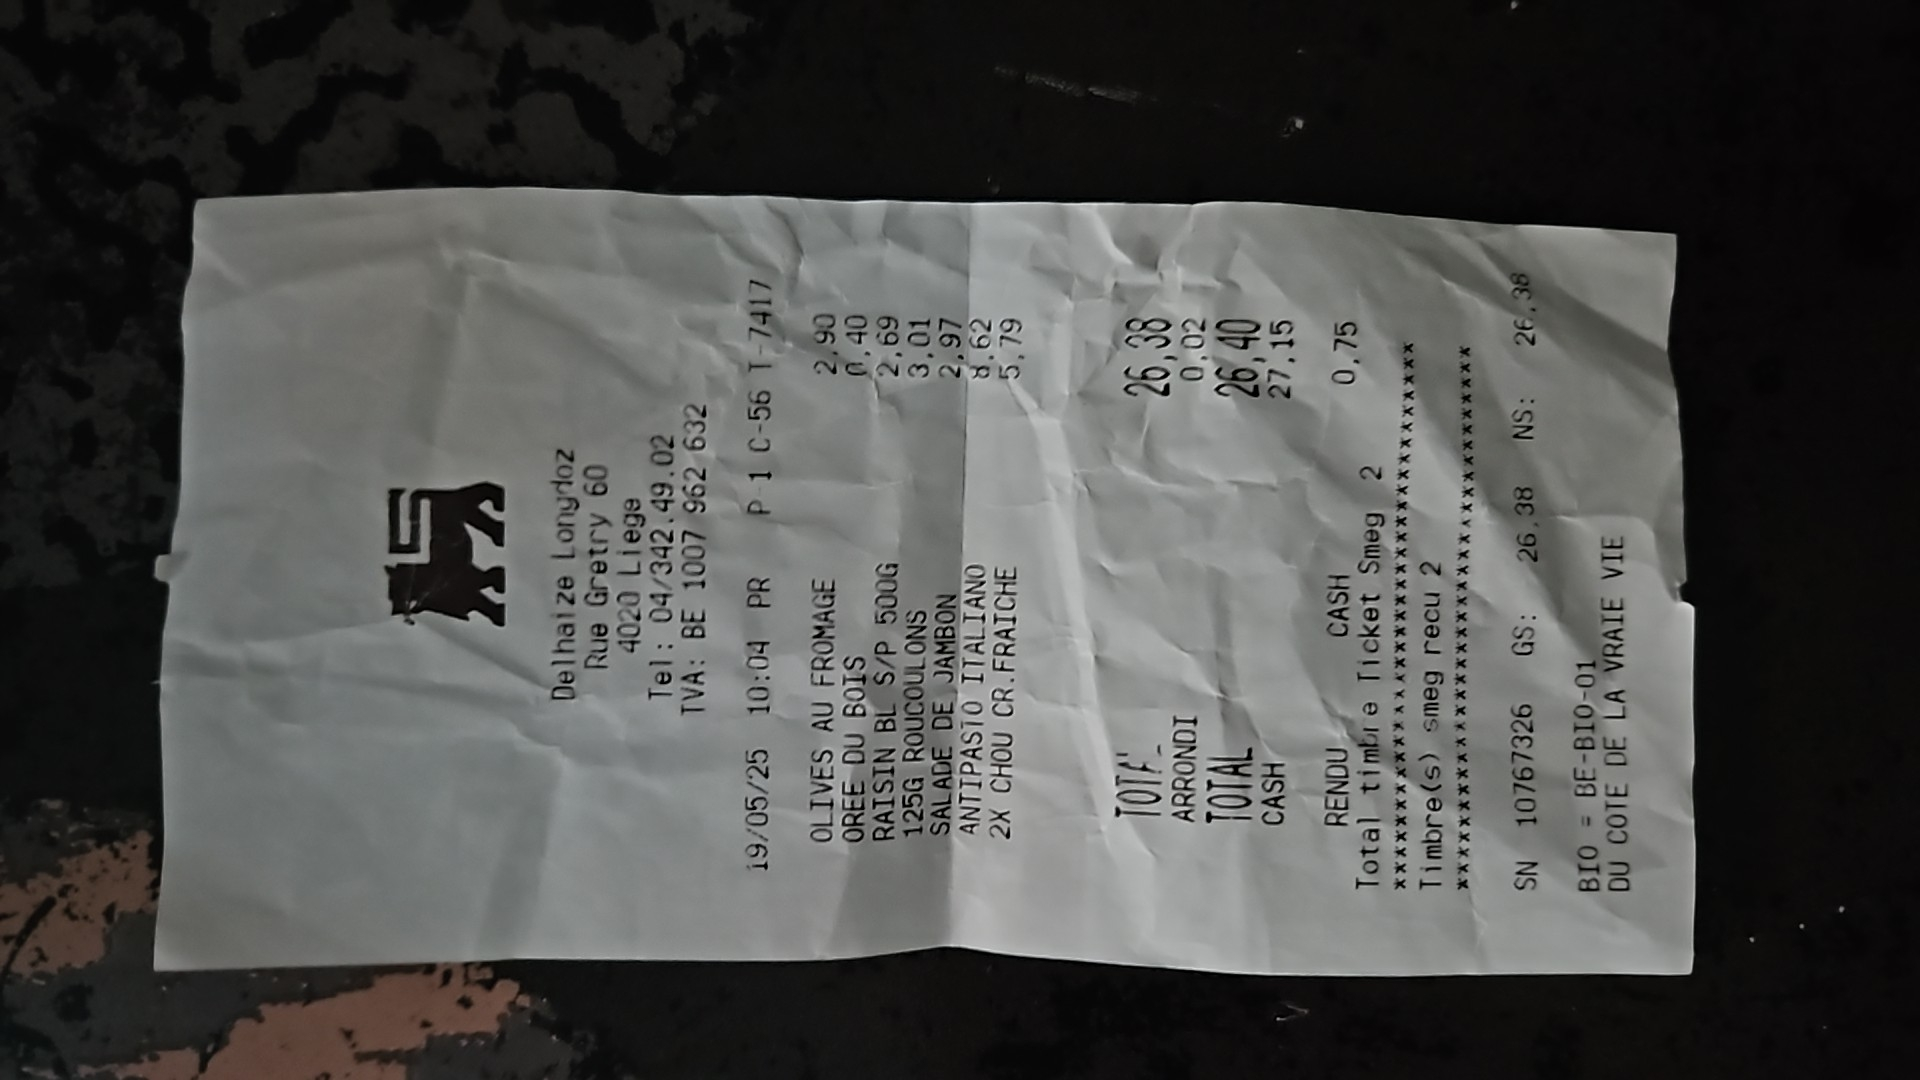 Delhaize Longdoz
Rue Gretry 60
4020 Liege
Tel: 04/342.49.02
TVA: BE 1007 962 632
19/05/25 10:04 PR P 1 C-56 T-7417
OLIVES AU FROMAGE 2,90
OREE DU BOIS 0,40
RAISIN BL S/P 500G 2,69
125G ROUCOULONS 3,01
SALADE DE JAMBON 2,97
ANTIPASTO ITALIANO 8,62
2X CHOU CR.FRAICHE 5,79
TOTAL 26,38
ARRONDI 0,02
TOTAL 26,40
CASH 27,15
RENDU CASH 0,75
Total timbre Ticket Smeg 2
****************************************
Timbre(s) smeg recu 2
****************************************
SN 10767326 GS: 26,38 NS: 26,38
BIO = BE-BIO-01
DU COTE DE LA VRAIE VIE